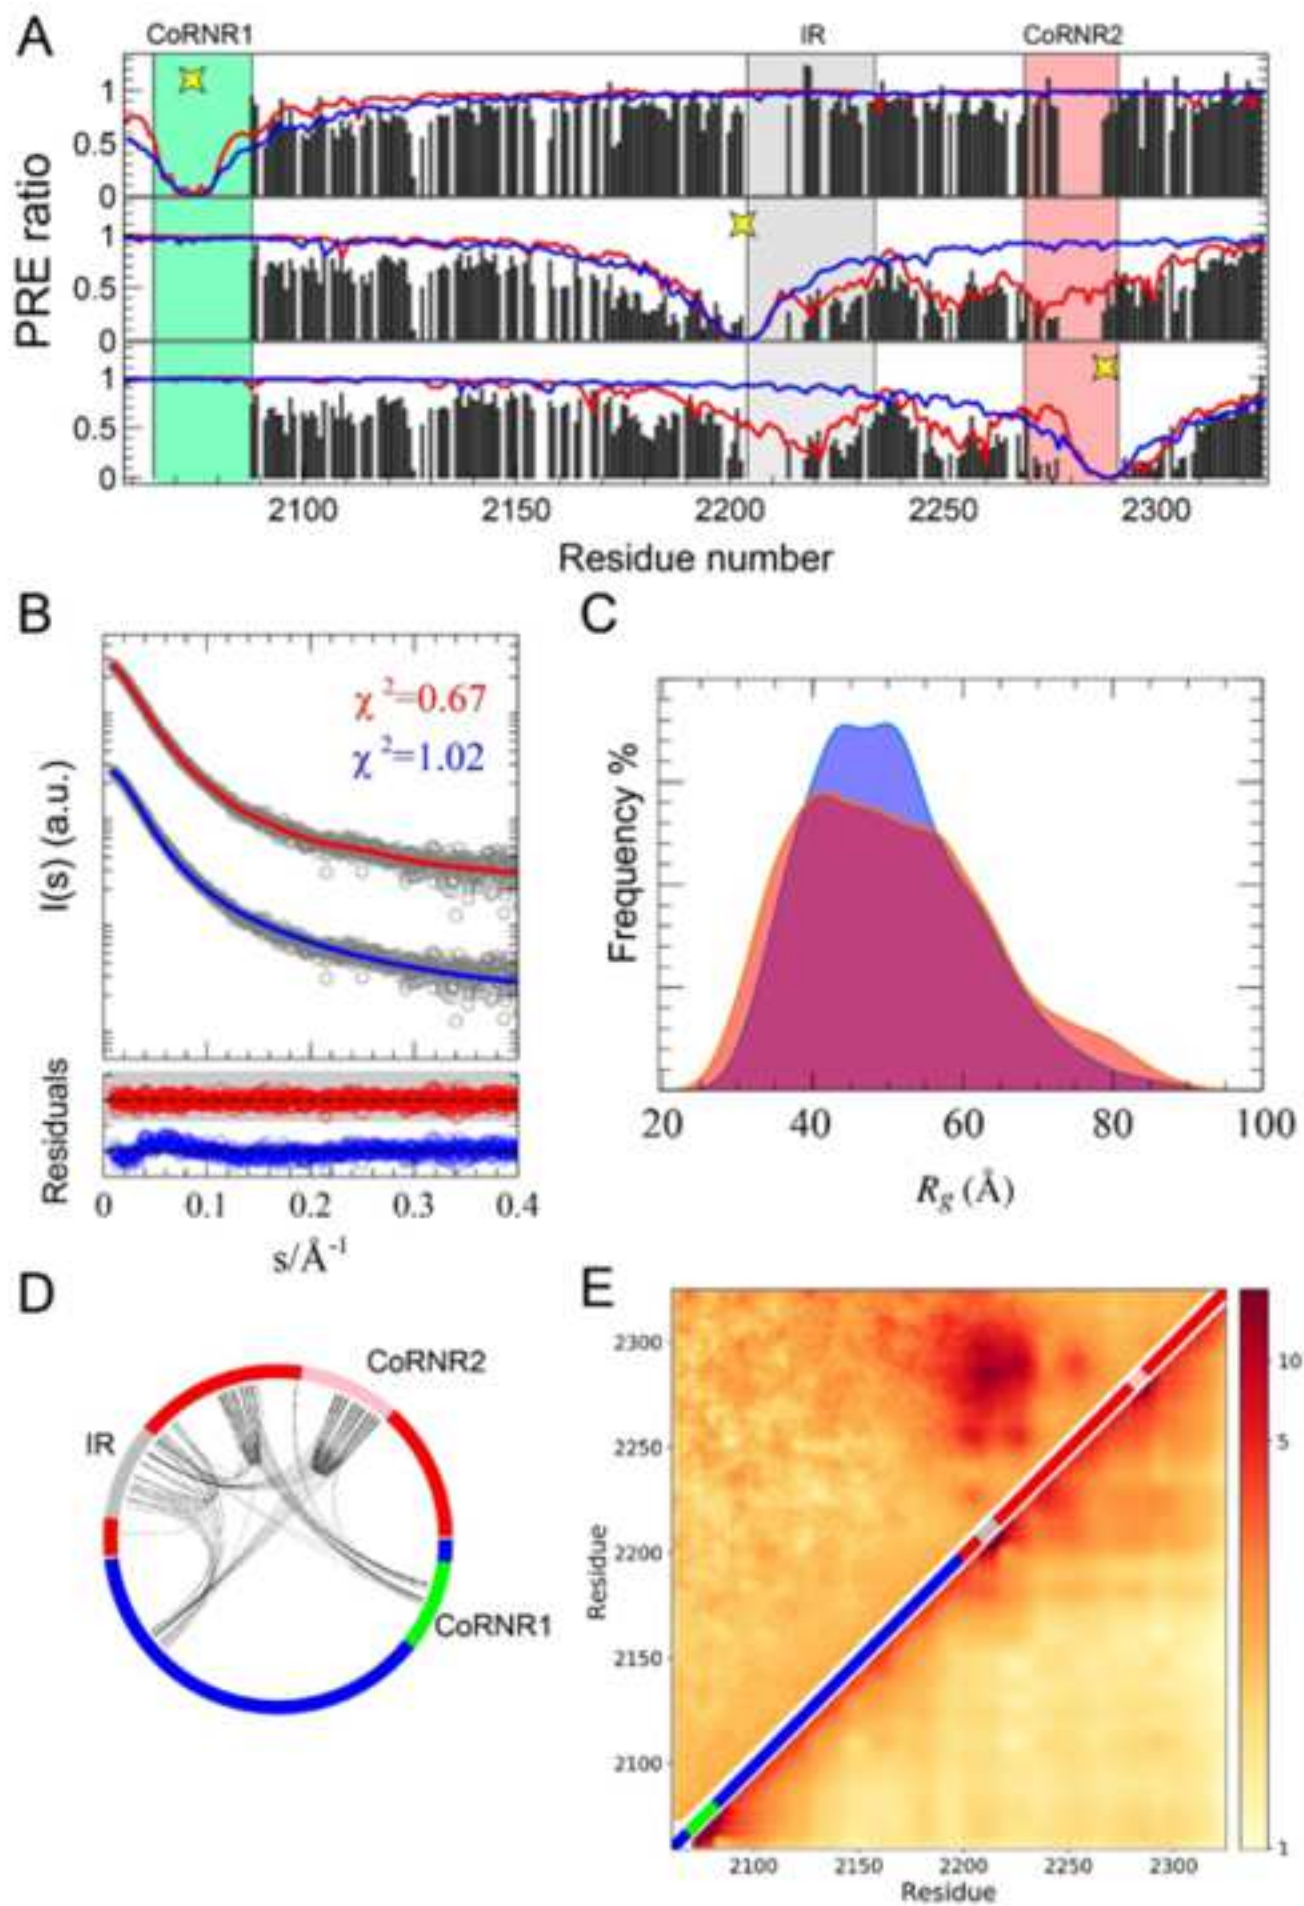 A
CoRNR1 IR CoRNR2
PRE ratio
1
0.5
0
1
0.5
0
1
0.5
0
2100 2150 2200 2250 2300
Residue number
B
I(s) (a.u.)
χ²=0.67
χ²=1.02
Residuals
0 0.1 0.2 0.3 0.4
s/Å⁻¹
C
Frequency %
20 40 60 80 100
R_g (Å)
D
CoRNR2
IR
CoRNR1
E
Residue
2300
2250
2200
2150
2100
2100 2150 2200 2250 2300
Residue
10
5
1